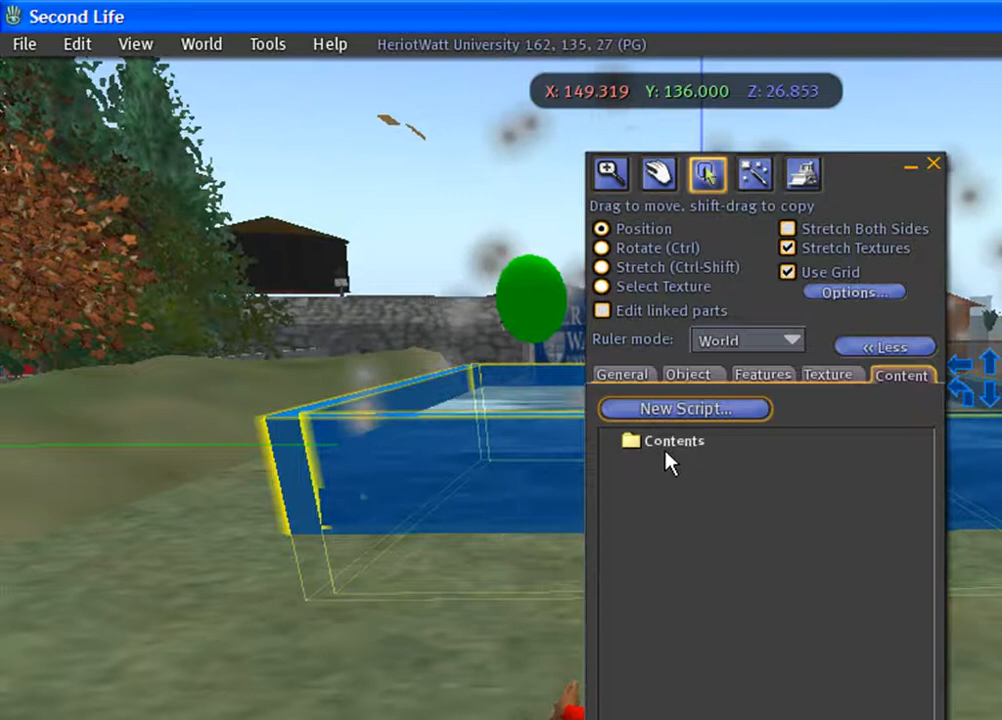 Second Life
File Edit View World Tools Help HeriotWatt University 162, 135, 27 (PG)
X: 149.319 Y: 136.000 Z: 26.853
Drag to move, shift-drag to copy
Position
Stretch Both Sides
Rotate (Ctrl)
Stretch Textures
Stretch (Ctrl-Shift)
Use Grid
Select Texture
Options...
Edit linked parts
Ruler mode: World
<< Less
General Object Features Texture Content
New Script...
Contents